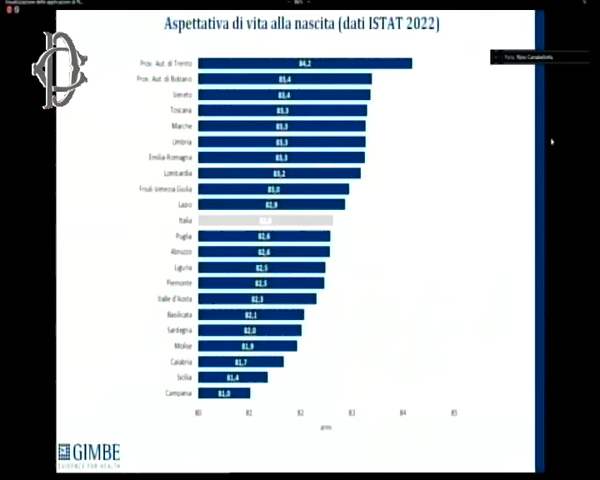 Aspettativa di vita alla nascita (dati ISTAT 2022)
Prov. Aut. di Trento 84,2
Prov. Aut. di Bolzano 83,4
Veneto 83,4
Toscana 83,3
Marche 83,3
Umbria 83,3
Emilia-Romagna 83,3
Lombardia 83,2
Friuli-Venezia Giulia 83,0
Lazio 82,9
Italia
Puglia 82,6
Abruzzo 82,6
Liguria 82,5
Piemonte 82,5
Valle d'Aosta 82,3
Basilicata 82,1
Sardegna 82,0
Molise 81,9
Calabria 81,7
Sicilia 81,4
Campania 81,0
80 81 82 83 84 85
anni
GIMBE
EVIDENCE FOR HEALTH